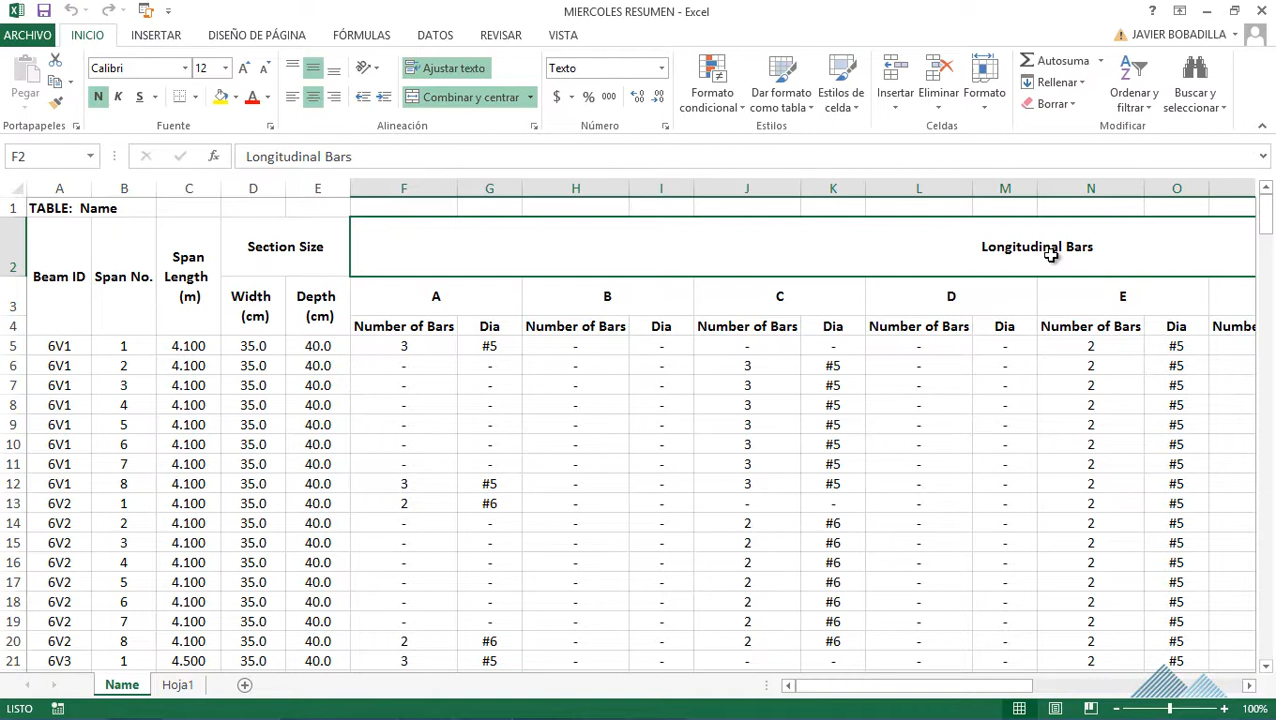 MIERCOLES RESUMEN - Excel
ARCHIVO INICIO INSERTAR DISEÑO DE PÁGINA FÓRMULAS DATOS REVISAR VISTA JAVIER BOBADILLA
Pegar Calibri 12 Ajustar texto Texto Autosuma
N K S Combinar y centrar $ % 000 Formato condicional Dar formato como tabla Estilos de celda Insertar Eliminar Formato Rellenar Borrar Ordenar y filtrar Buscar y seleccionar
Portapapeles Fuente Alineación Número Estilos Celdas Modificar
F2 fx Longitudinal Bars
A B C D E F G H I J K L M N O
1 TABLE: Name
2 Beam ID Span No. Span Length (m) Section Size Longitudinal Bars
3 Width (cm) Depth (cm) A B C D E
4 Number of Bars Dia Number of Bars Dia Number of Bars Dia Number of Bars Dia Number of Bars Dia Numbe
5 6V1 1 4.100 35.0 40.0 3 #5 - - - - - - 2 #5
6 6V1 2 4.100 35.0 40.0 - - - - 3 #5 - - 2 #5
7 6V1 3 4.100 35.0 40.0 - - - - 3 #5 - - 2 #5
8 6V1 4 4.100 35.0 40.0 - - - - 3 #5 - - 2 #5
9 6V1 5 4.100 35.0 40.0 - - - - 3 #5 - - 2 #5
10 6V1 6 4.100 35.0 40.0 - - - - 3 #5 - - 2 #5
11 6V1 7 4.100 35.0 40.0 - - - - 3 #5 - - 2 #5
12 6V1 8 4.100 35.0 40.0 3 #5 - - 3 #5 - - 2 #5
13 6V2 1 4.100 35.0 40.0 2 #6 - - - - - - 2 #5
14 6V2 2 4.100 35.0 40.0 - - - - 2 #6 - - 2 #5
15 6V2 3 4.100 35.0 40.0 - - - - 2 #6 - - 2 #5
16 6V2 4 4.100 35.0 40.0 - - - - 2 #6 - - 2 #5
17 6V2 5 4.100 35.0 40.0 - - - - 2 #6 - - 2 #5
18 6V2 6 4.100 35.0 40.0 - - - - 2 #6 - - 2 #5
19 6V2 7 4.100 35.0 40.0 - - - - 2 #6 - - 2 #5
20 6V2 8 4.100 35.0 40.0 2 #6 - - 2 #6 - - 2 #5
21 6V3 1 4.500 35.0 40.0 3 #5 - - - - - - 2 #5
Name Hoja1
LISTO 100%